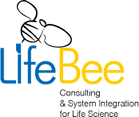 LifeBee
Consulting
& System Integration
for Life Science